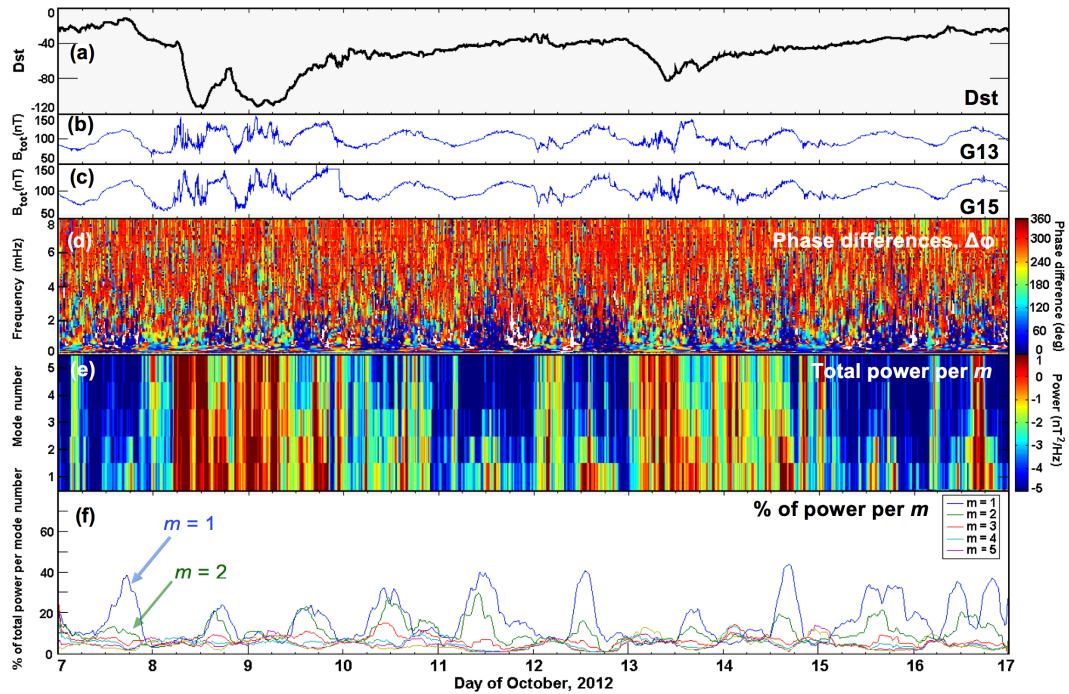 0
-40
-80
-120
Dst
(a)
Dst
150
100
50
B_tot(nT)
(b)
G13
150
100
50
B_tot(nT)
(c)
G15
8
6
4
2
0
Frequency (mHz)
(d)
Phase differences, Δφ
360
300
240
180
120
60
0
Phase difference (deg)
5
4
3
2
1
Mode number
(e)
Total power per m
1
0
-1
-2
-3
-4
-5
Power (nT²/Hz)
60
40
20
0
% of total power per mode number
(f)
m = 1
m = 2
% of power per m
m = 1
m = 2
m = 3
m = 4
m = 5
7 8 9 10 11 12 13 14 15 16 17
Day of October, 2012